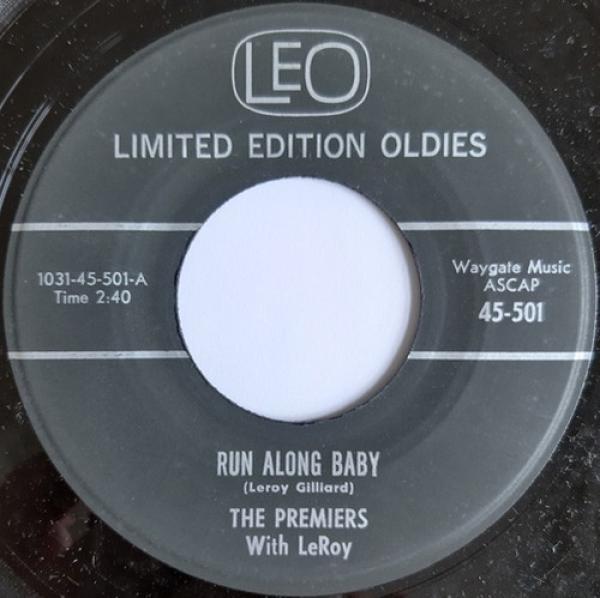 LEO
LIMITED EDITION OLDIES
1031-45-501-A
Time 2:40
Waygate Music
ASCAP
45-501
RUN ALONG BABY
(Leroy Gilliard)
THE PREMIERS
With LeRoy